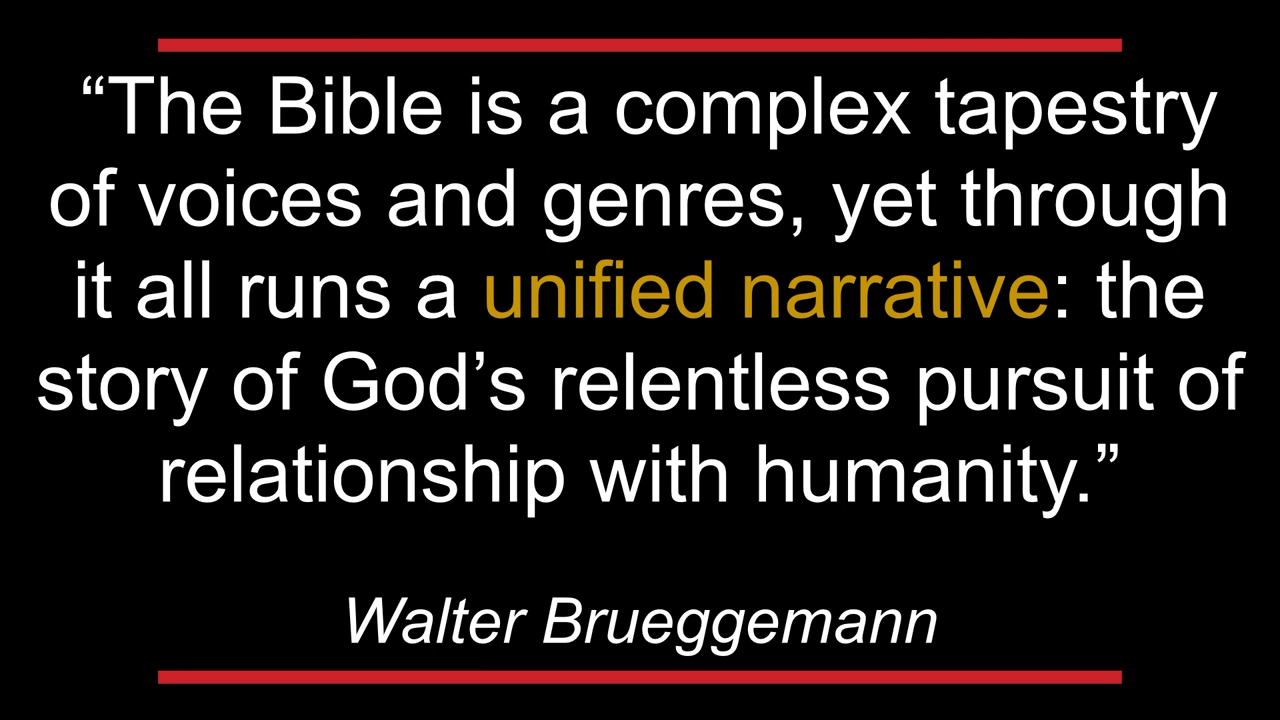 “The Bible is a complex tapestry
of voices and genres, yet through
it all runs a unified narrative: the
story of God’s relentless pursuit of
relationship with humanity.”
Walter Brueggemann